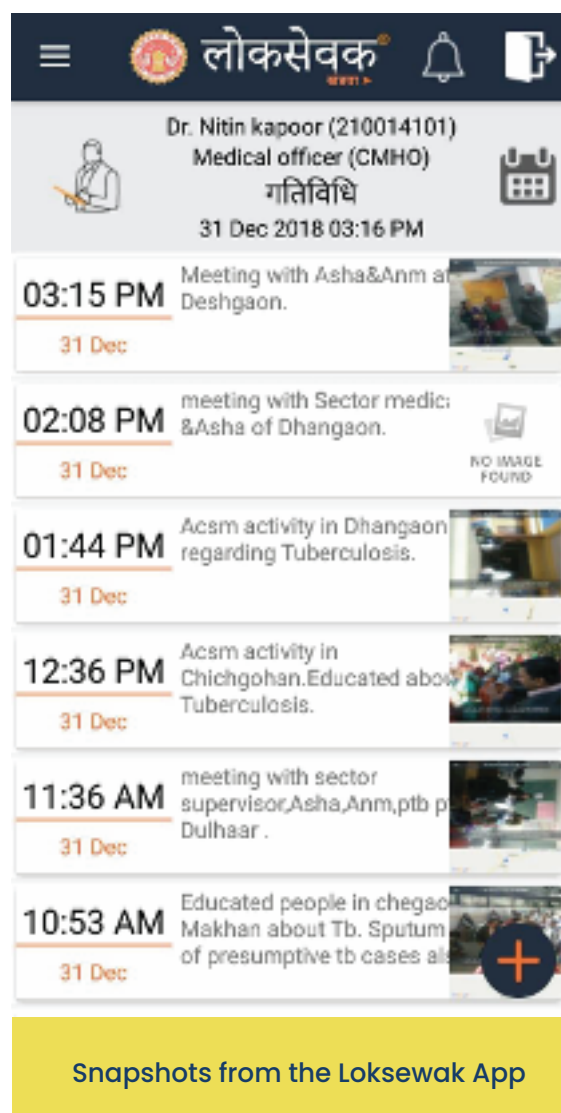 लोकसेवक
Dr. Nitin kapoor (210014101)
Medical officer (CMHO)
गतिविधि
31 Dec 2018 03:16 PM
03:15 PM
31 Dec
Meeting with Asha&Anm at
Deshgaon.
02:08 PM
31 Dec
meeting with Sector medica
&Asha of Dhangaon.
NO IMAGE
FOUND
01:44 PM
31 Dec
Acsm activity in Dhangaon
regarding Tuberculosis.
12:36 PM
31 Dec
Acsm activity in
Chichgohan.Educated abou
Tuberculosis.
11:36 AM
31 Dec
meeting with sector
supervisor,Asha,Anm,ptb p
Dulhaar .
10:53 AM
31 Dec
Educated people in chegao
Makhan about Tb. Sputum
of presumptive tb cases als
Snapshots from the Loksewak App